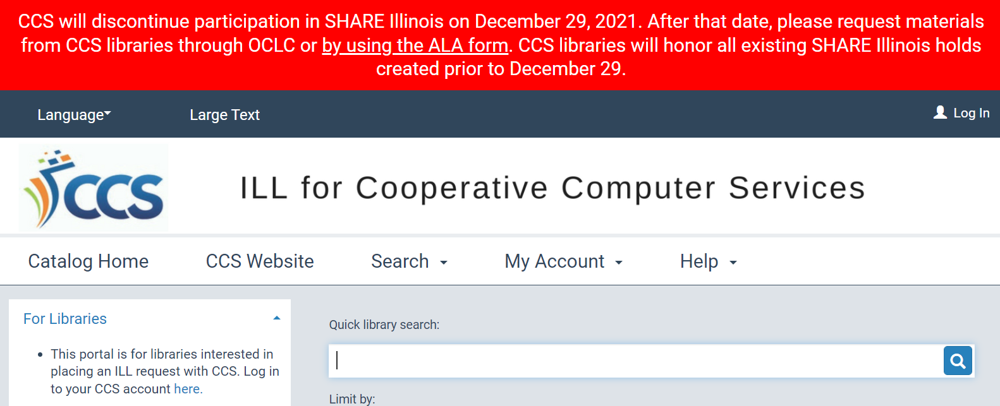 CCS will discontinue participation in SHARE Illinois on December 29, 2021. After that date, please request materials
from CCS libraries through OCLC or by using the ALA form. CCS libraries will honor all existing SHARE Illinois holds
created prior to December 29.
Language
Large Text
Log In
CCS
ILL for Cooperative Computer Services
Catalog Home
CCS Website
Search
My Account
Help
For Libraries
• This portal is for libraries interested in
placing an ILL request with CCS. Log in
to your CCS account here.
Quick library search:
Limit by: